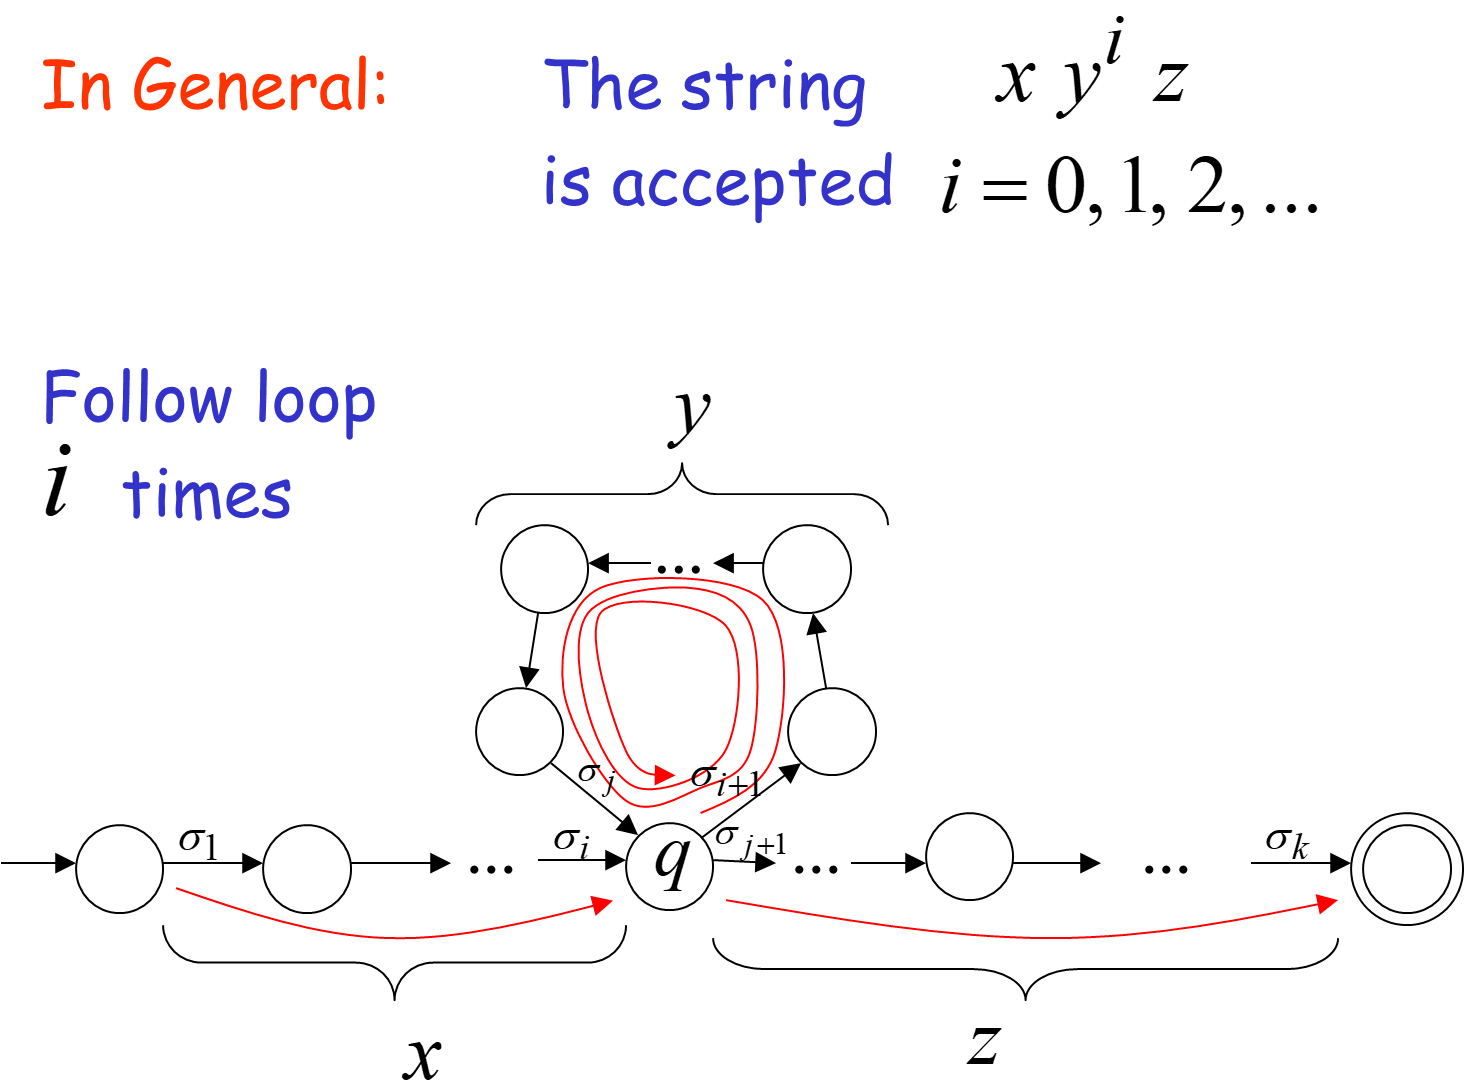 In General: The string x yⁱ z
is accepted i = 0, 1, 2, ...
Follow loop
i times
y
...
σⱼ σᵢ₊₁
σ₁ ... σᵢ q σⱼ₊₁ ... ... σₖ
x z